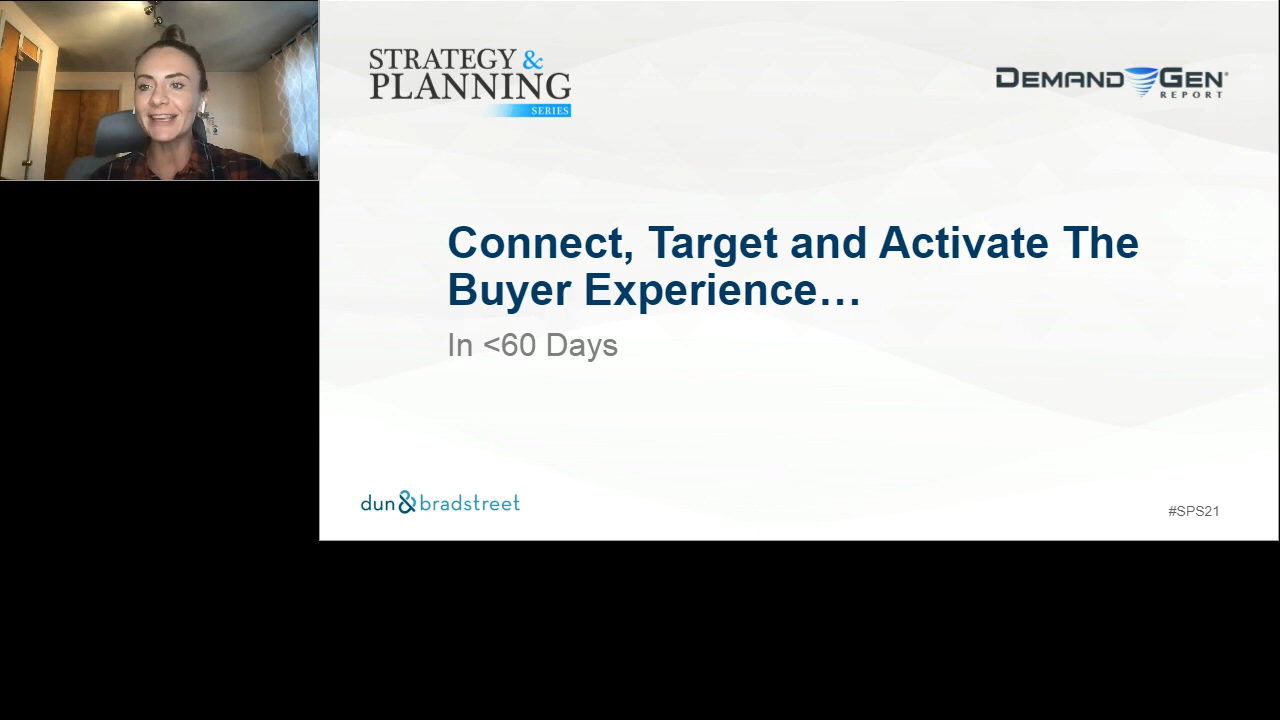 STRATEGY &
PLANNING
SERIES
DEMAND GEN
REPORT
Connect, Target and Activate The
Buyer Experience…
In <60 Days
dun & bradstreet
#SPS21